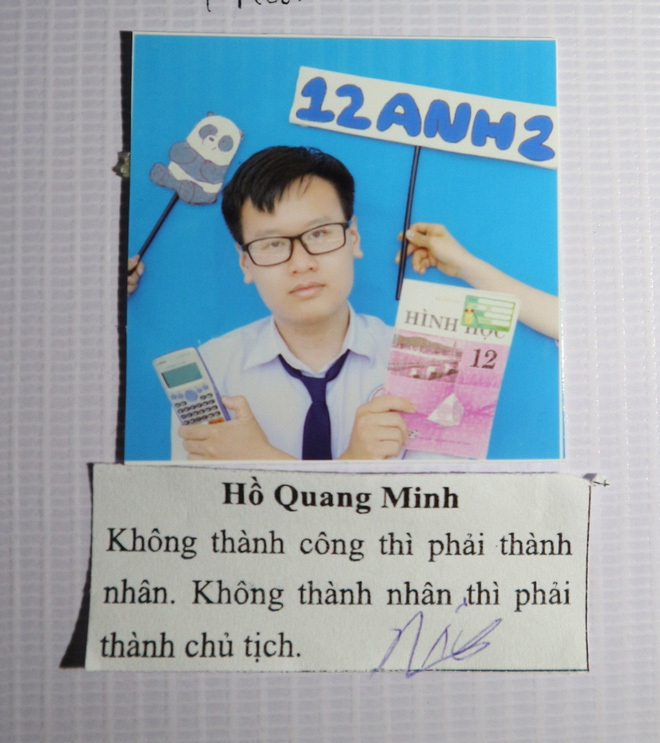 12ANH2
HÌNH HỌC
12
Hồ Quang Minh
Không thành công thì phải thành
nhân. Không thành nhân thì phải
thành chủ tịch.